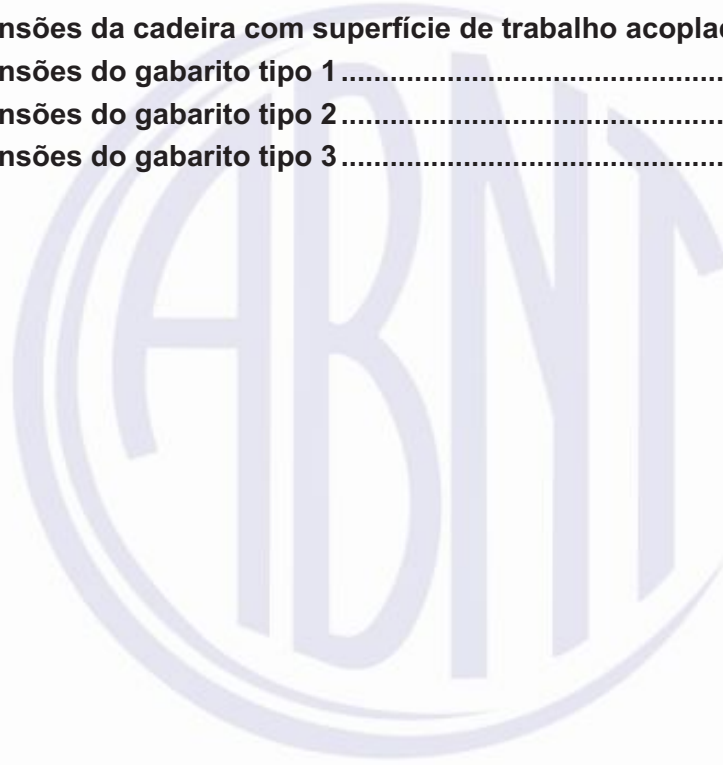 nsões da cadeira com superfície de trabalho acoplad
nsões do gabarito tipo 1..................................................
nsões do gabarito tipo 2..................................................
nsões do gabarito tipo 3..................................................
ABNT